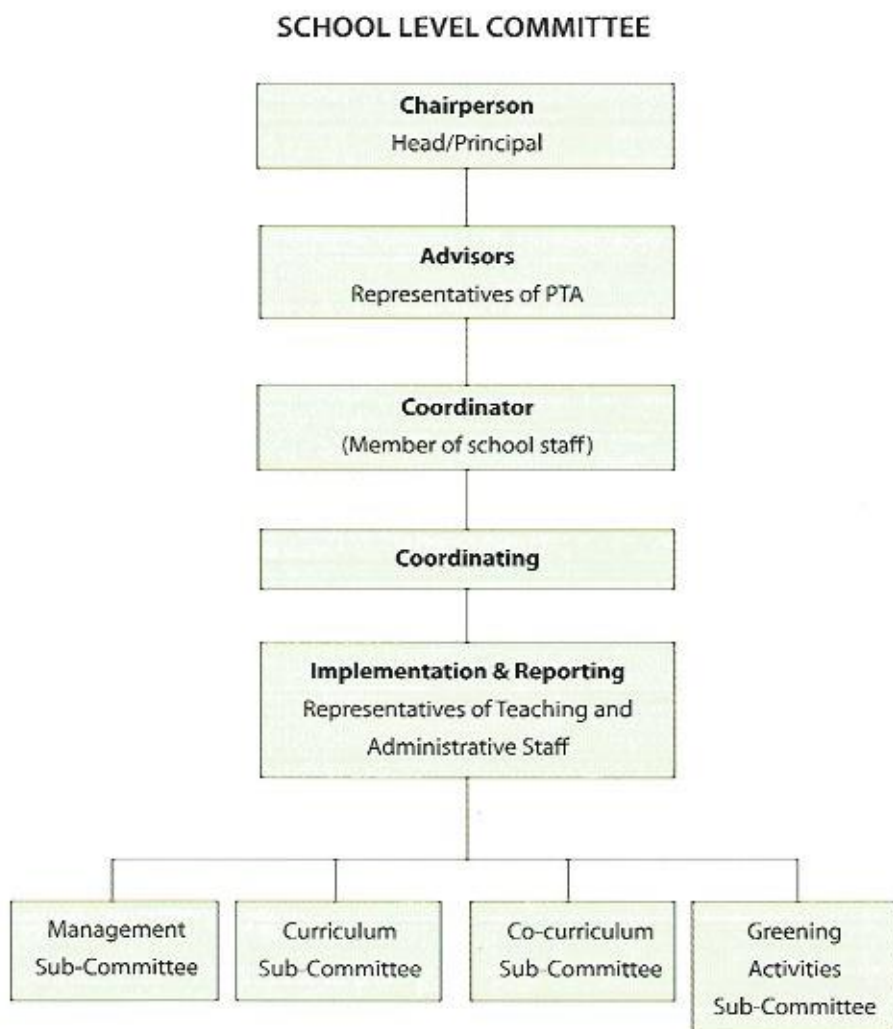 SCHOOL LEVEL COMMITTEE
Chairperson
Head/Principal
Advisors
Representatives of PTA
Coordinator
(Member of school staff)
Coordinating
Implementation & Reporting
Representatives of Teaching and
Administrative Staff
Management
Sub-Committee
Curriculum
Sub-Committee
Co-curriculum
Sub-Committee
Greening
Activities
Sub-Committee